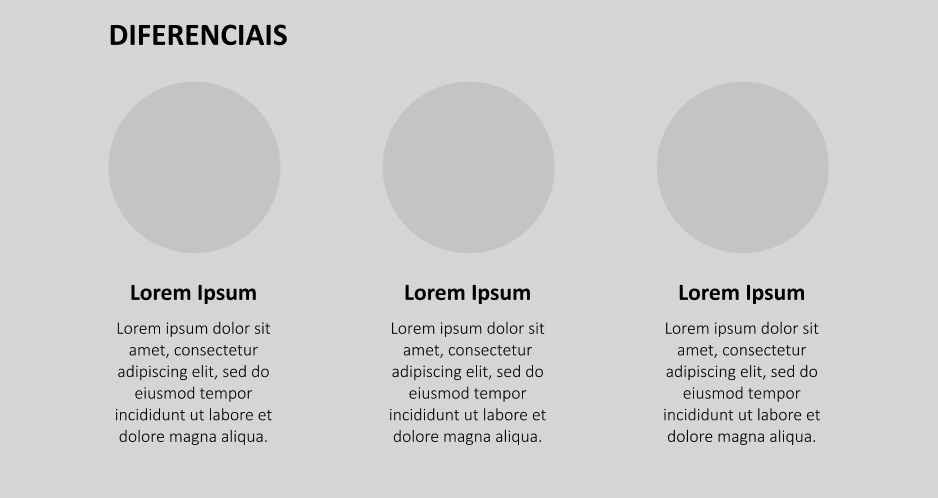 DIFERENCIAIS
Lorem Ipsum
Lorem ipsum dolor sit
amet, consectetur
adipiscing elit, sed do
eiusmod tempor
incididunt ut labore et
dolore magna aliqua.
Lorem Ipsum
Lorem ipsum dolor sit
amet, consectetur
adipiscing elit, sed do
eiusmod tempor
incididunt ut labore et
dolore magna aliqua.
Lorem Ipsum
Lorem ipsum dolor sit
amet, consectetur
adipiscing elit, sed do
eiusmod tempor
incididunt ut labore et
dolore magna aliqua.